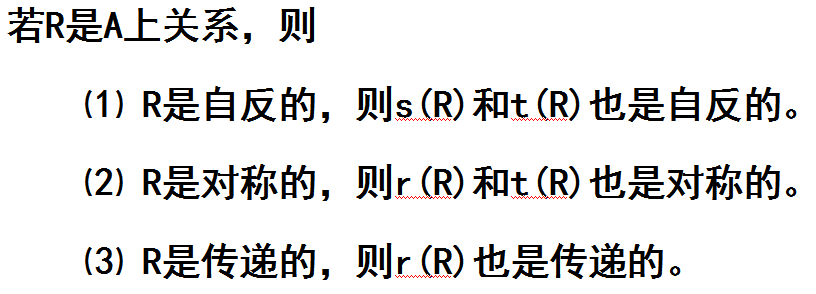 若R是A上关系，则
(1) R是自反的，则s(R)和t(R)也是自反的。
(2) R是对称的，则r(R)和t(R)也是对称的。
(3) R是传递的，则r(R)也是传递的。